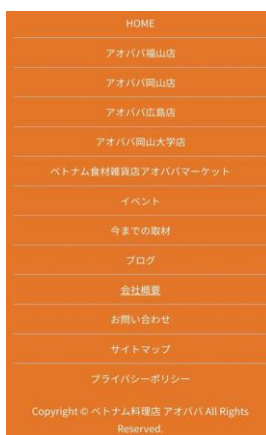 HOME
アオババ福山店
アオババ岡山店
アオババ広島店
アオババ岡山大学店
ベトナム食材雑貨店アオババマーケット
イベント
今までの取材
ブログ
会社概要
お問い合わせ
サイトマップ
プライバシーポリシー
Copyright © ベトナム料理店 アオババ All Rights
Reserved.